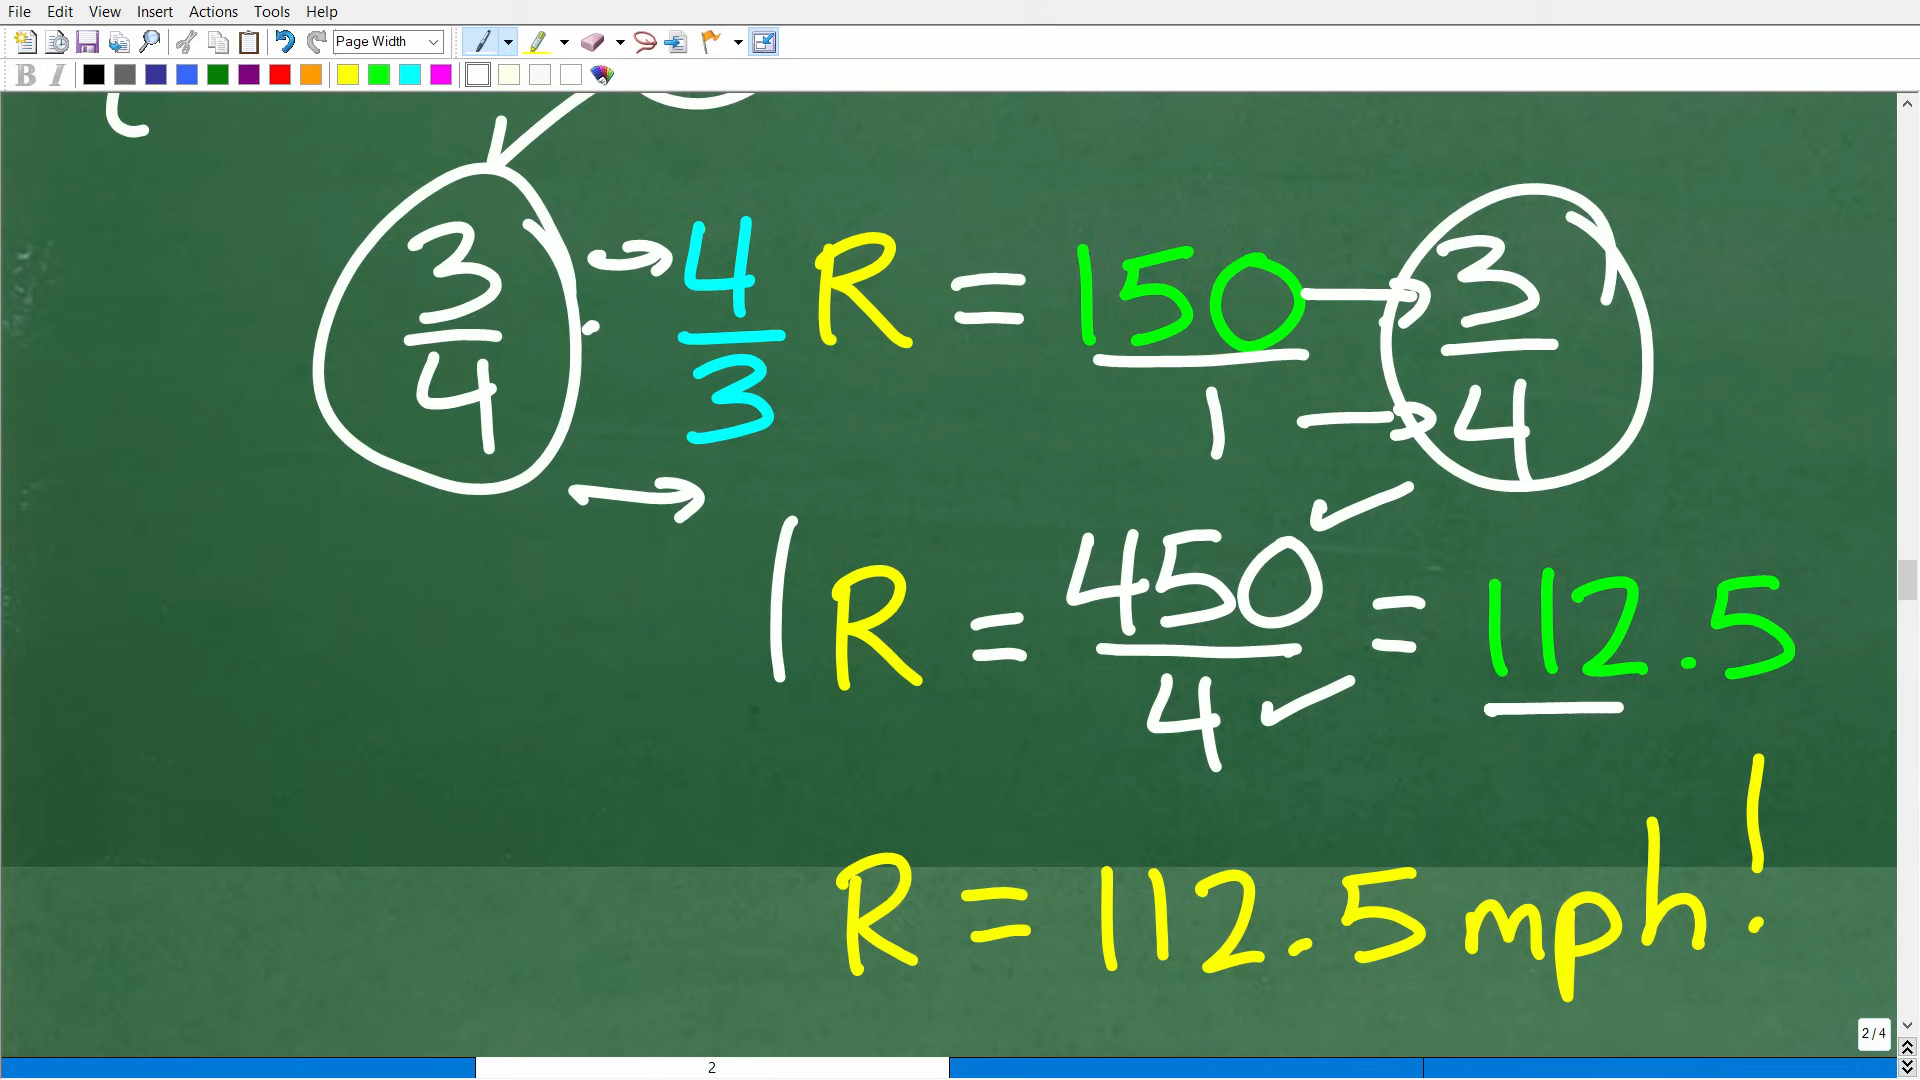 File Edit View Insert Actions Tools Help
Page Width
B I
3/4 · 4/3 R = 150/1 3/4
1R = 450/4 = 112.5
R = 112.5 mph!
2 / 4
2